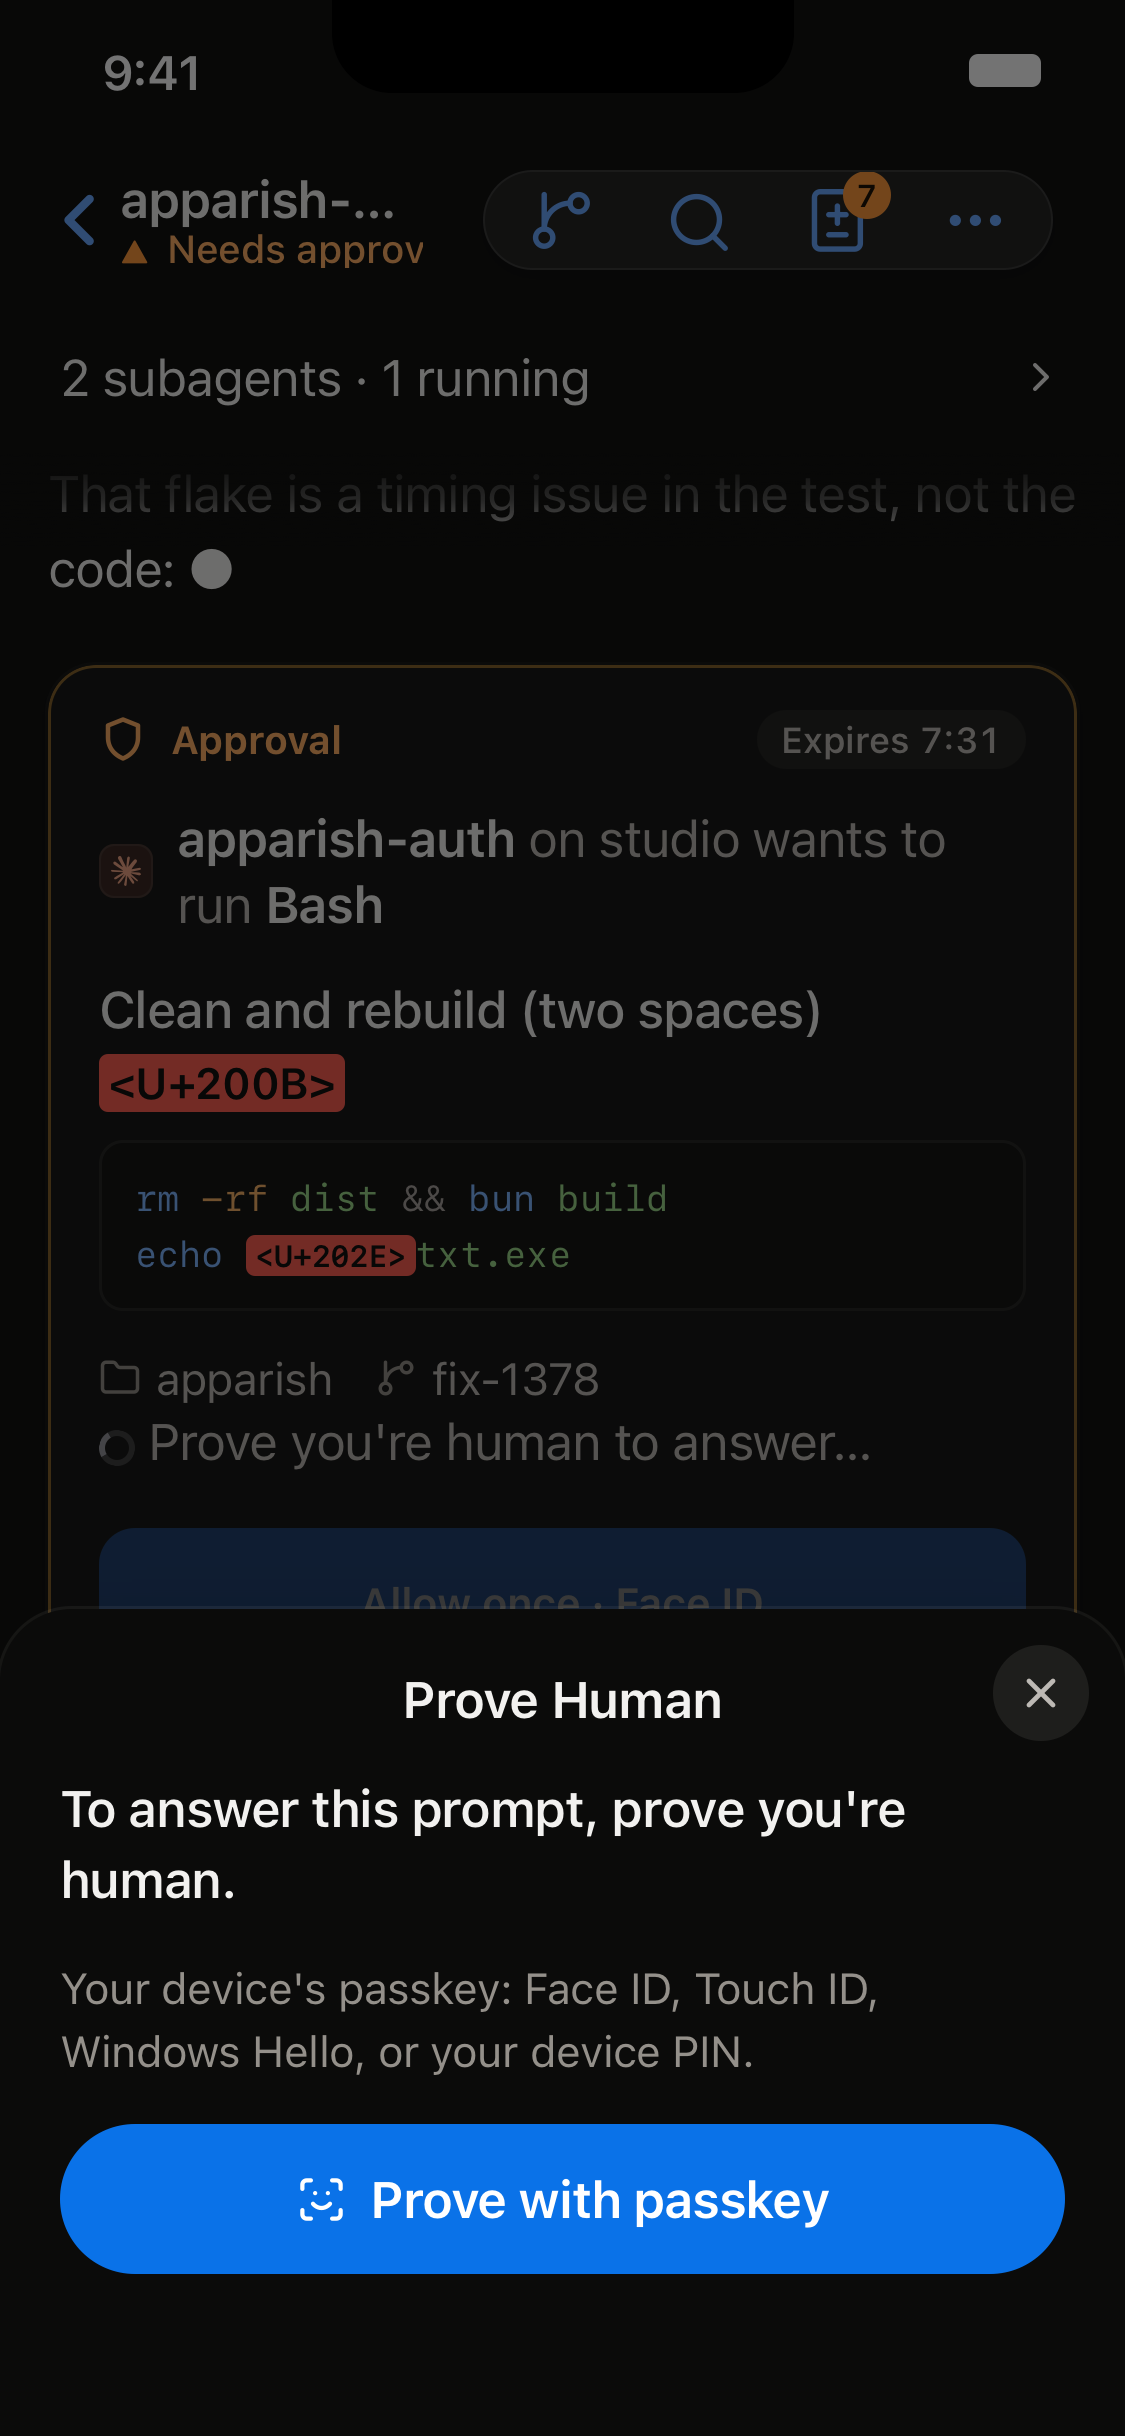 9:41
apparish-...
Needs approv
7
2 subagents · 1 running
That flake is a timing issue in the test, not the
code:
Approval
Expires 7:31
apparish-auth on studio wants to
run Bash
Clean and rebuild (two spaces)
<U+200B>
rm -rf dist && bun build
echo <U+202E>txt.exe
apparish fix-1378
Prove you're human to answer...
Allow once · Face ID
Prove Human
To answer this prompt, prove you're
human.
Your device's passkey: Face ID, Touch ID,
Windows Hello, or your device PIN.
Prove with passkey